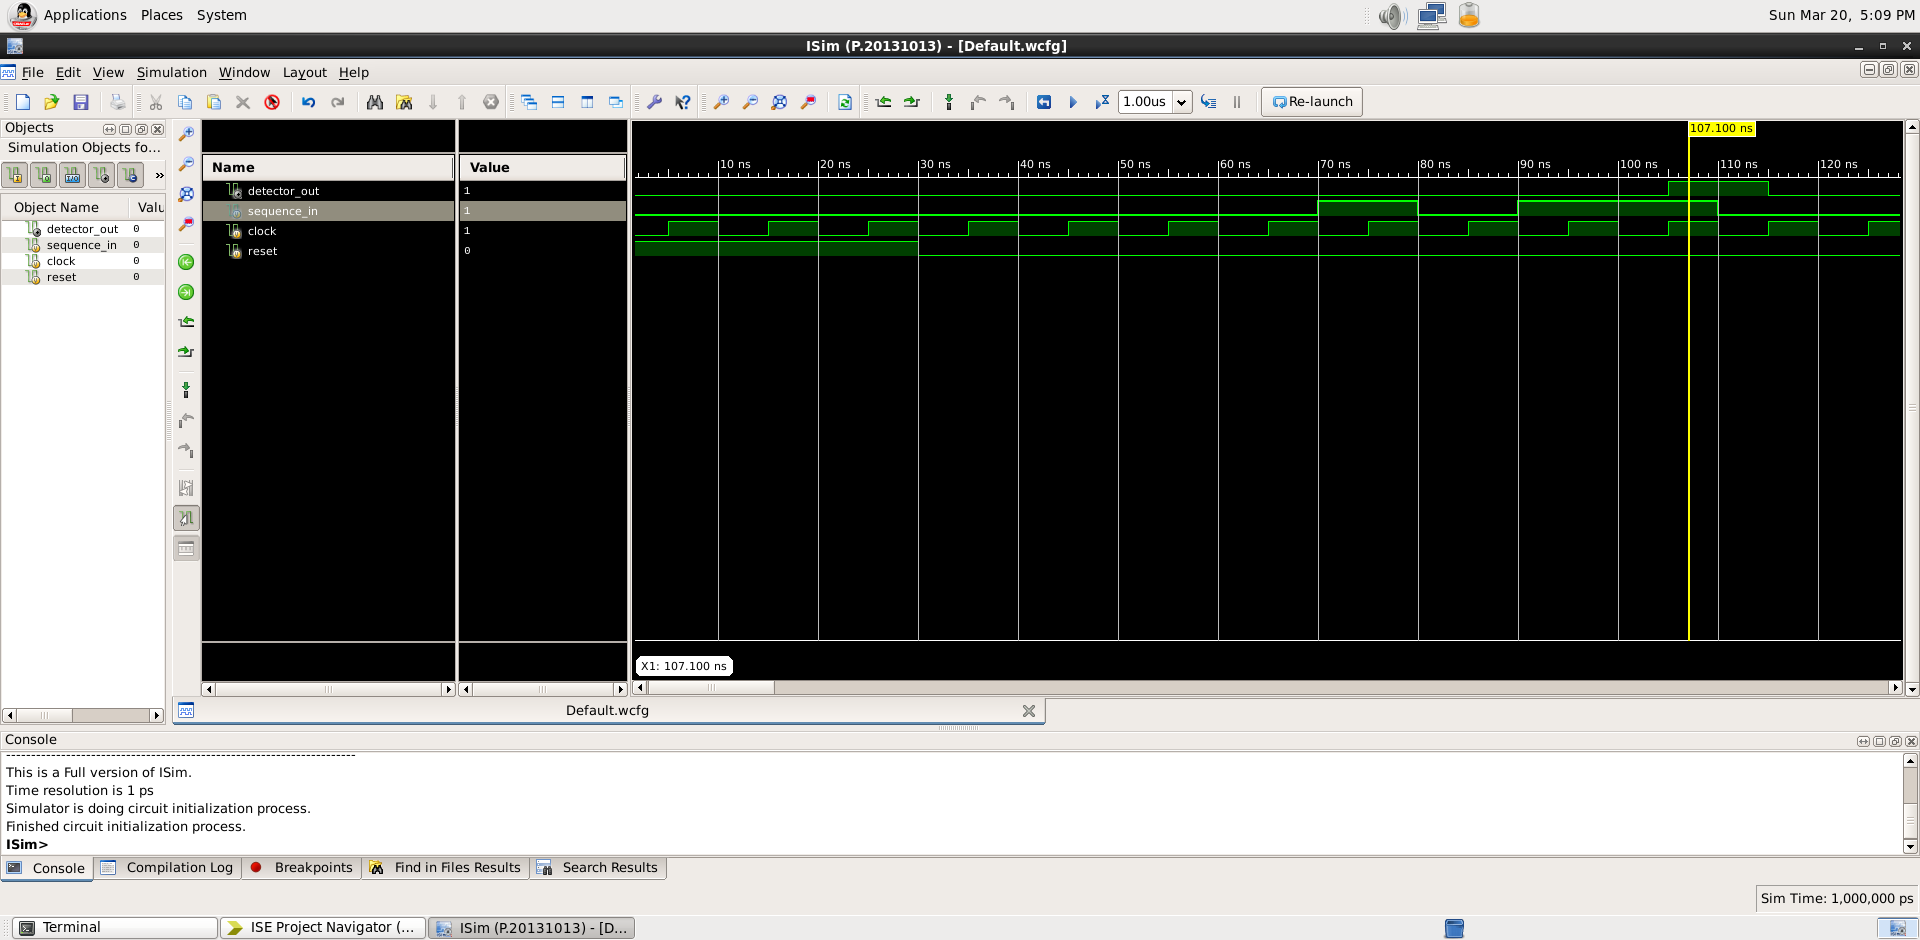 Applications Places System
Sun Mar 20, 5:09 PM
ISim (P.20131013) - [Default.wcfg]
File Edit View Simulation Window Layout Help
1.00us
Re-launch
Objects
Simulation Objects fo...
»
Object Name Valu
detector_out 0
sequence_in 0
clock 0
reset 0
Name Value
detector_out 1
sequence_in 1
clock 1
reset 0
107.100 ns
10 ns 20 ns 30 ns 40 ns 50 ns 60 ns 70 ns 80 ns 90 ns 100 ns 110 ns 120 ns
X1: 107.100 ns
Default.wcfg
Console
This is a Full version of ISim.
Time resolution is 1 ps
Simulator is doing circuit initialization process.
Finished circuit initialization process.
ISim>
Console Compilation Log Breakpoints Find in Files Results Search Results
Sim Time: 1,000,000 ps
Terminal ISE Project Navigator (... ISim (P.20131013) - [D...